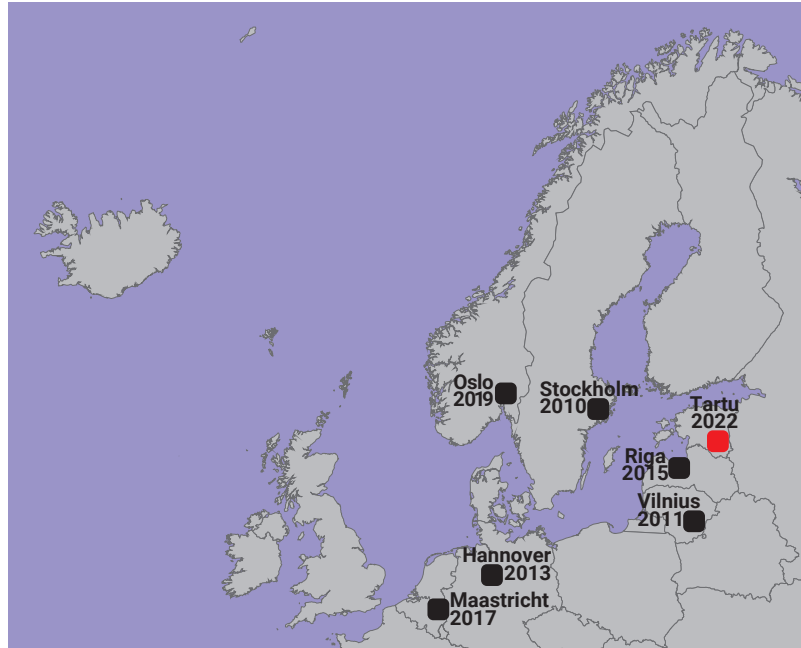 Oslo
2019
Stockholm
2010
Tartu
2022
Riga
2015
Vilnius
2011
Hannover
2013
Maastricht
2017